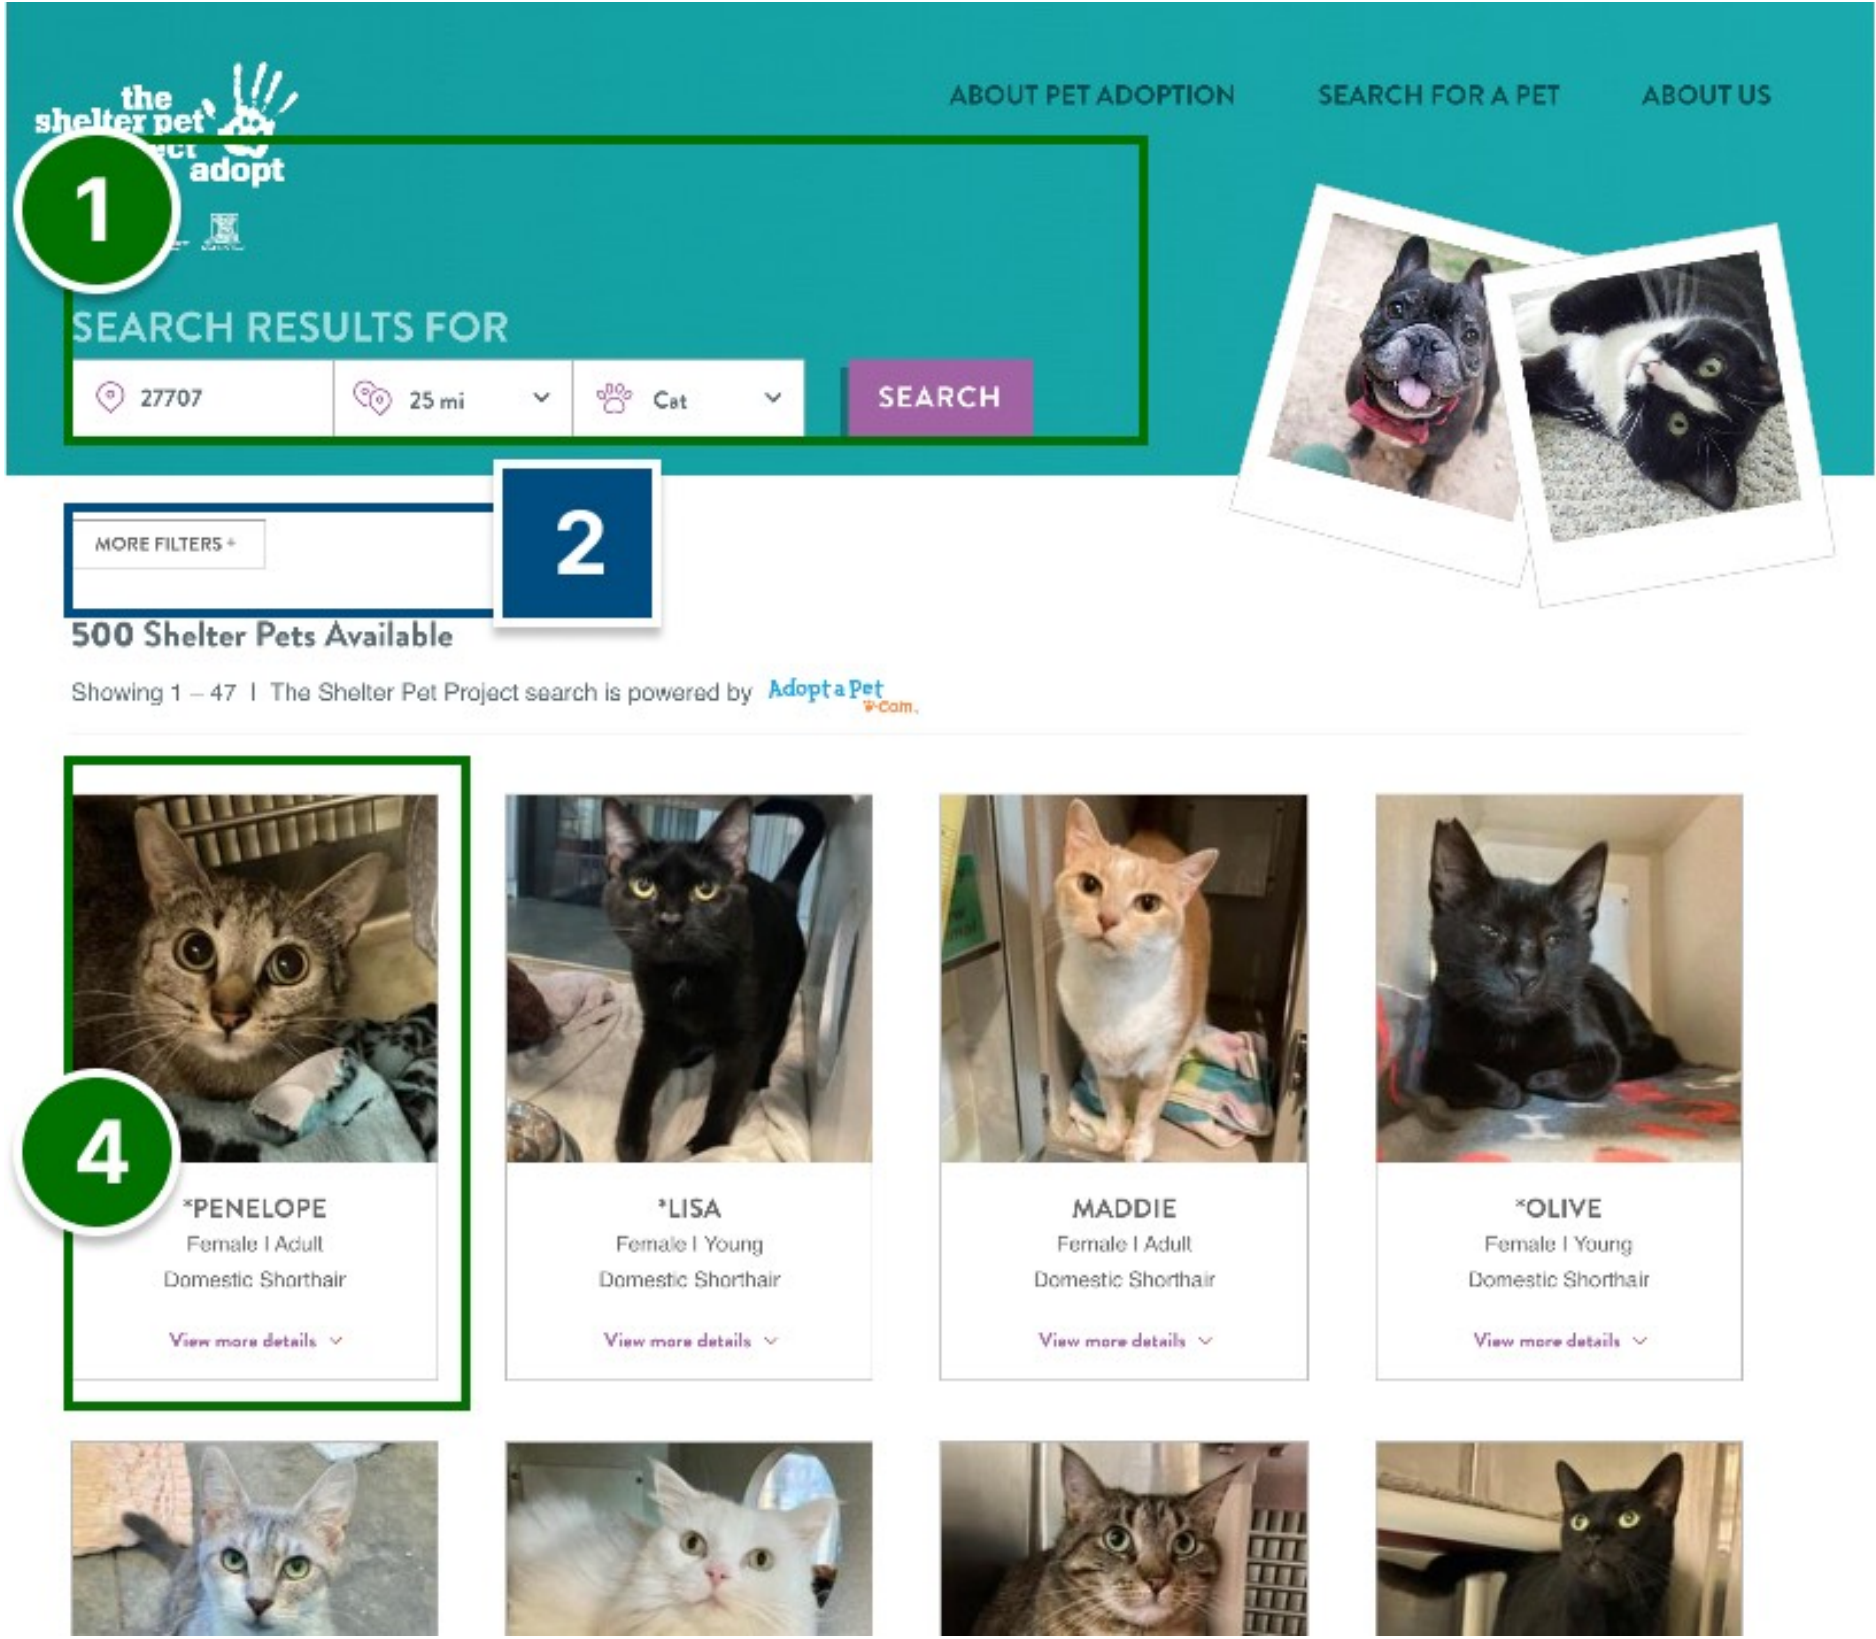 the
shelter pet
ect
adopt
ABOUT PET ADOPTION
SEARCH FOR A PET
ABOUT US
1
SEARCH RESULTS FOR
27707
25 mi
Cat
SEARCH
2
MORE FILTERS +
500 Shelter Pets Available
Showing 1 – 47 | The Shelter Pet Project search is powered by Adopt a Pet .com.
4
*PENELOPE
Female | Adult
Domestic Shorthair
View more details
*LISA
Female | Young
Domestic Shorthair
View more details
MADDIE
Female | Adult
Domestic Shorthair
View more details
*OLIVE
Female | Young
Domestic Shorthair
View more details